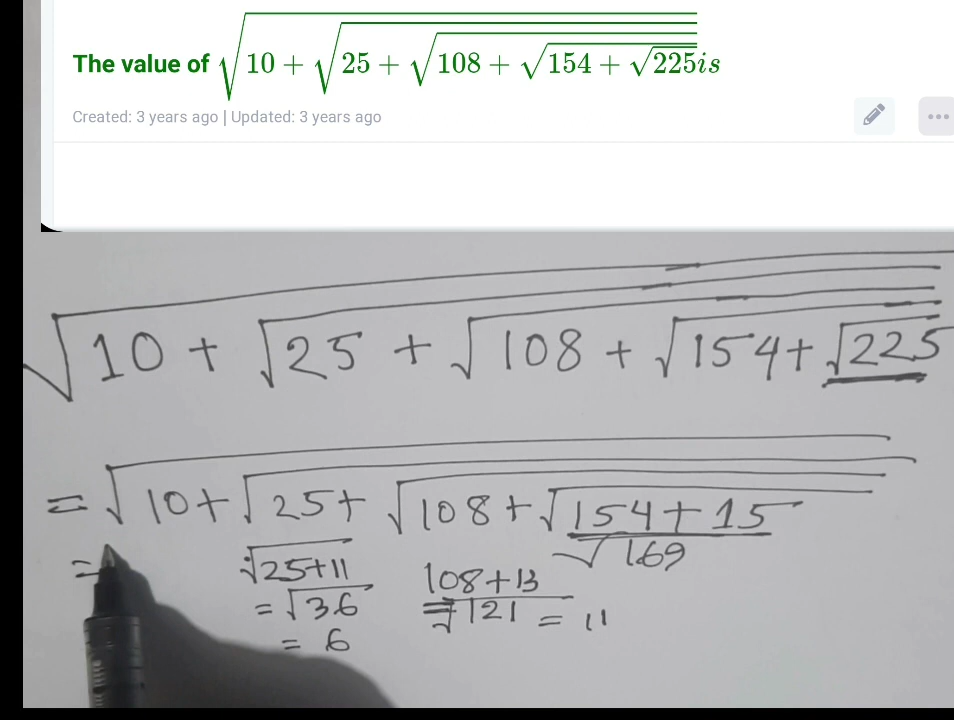 The value of √10 + √25 + √108 + √154 + √225 is
Created: 3 years ago | Updated: 3 years ago
√10 + √25 + √108 + √154 + √225
= √10 + √25 + √108 + √154 + 15
√169
√25+11
108+13
= √36
= √121 = 11
= 6
=